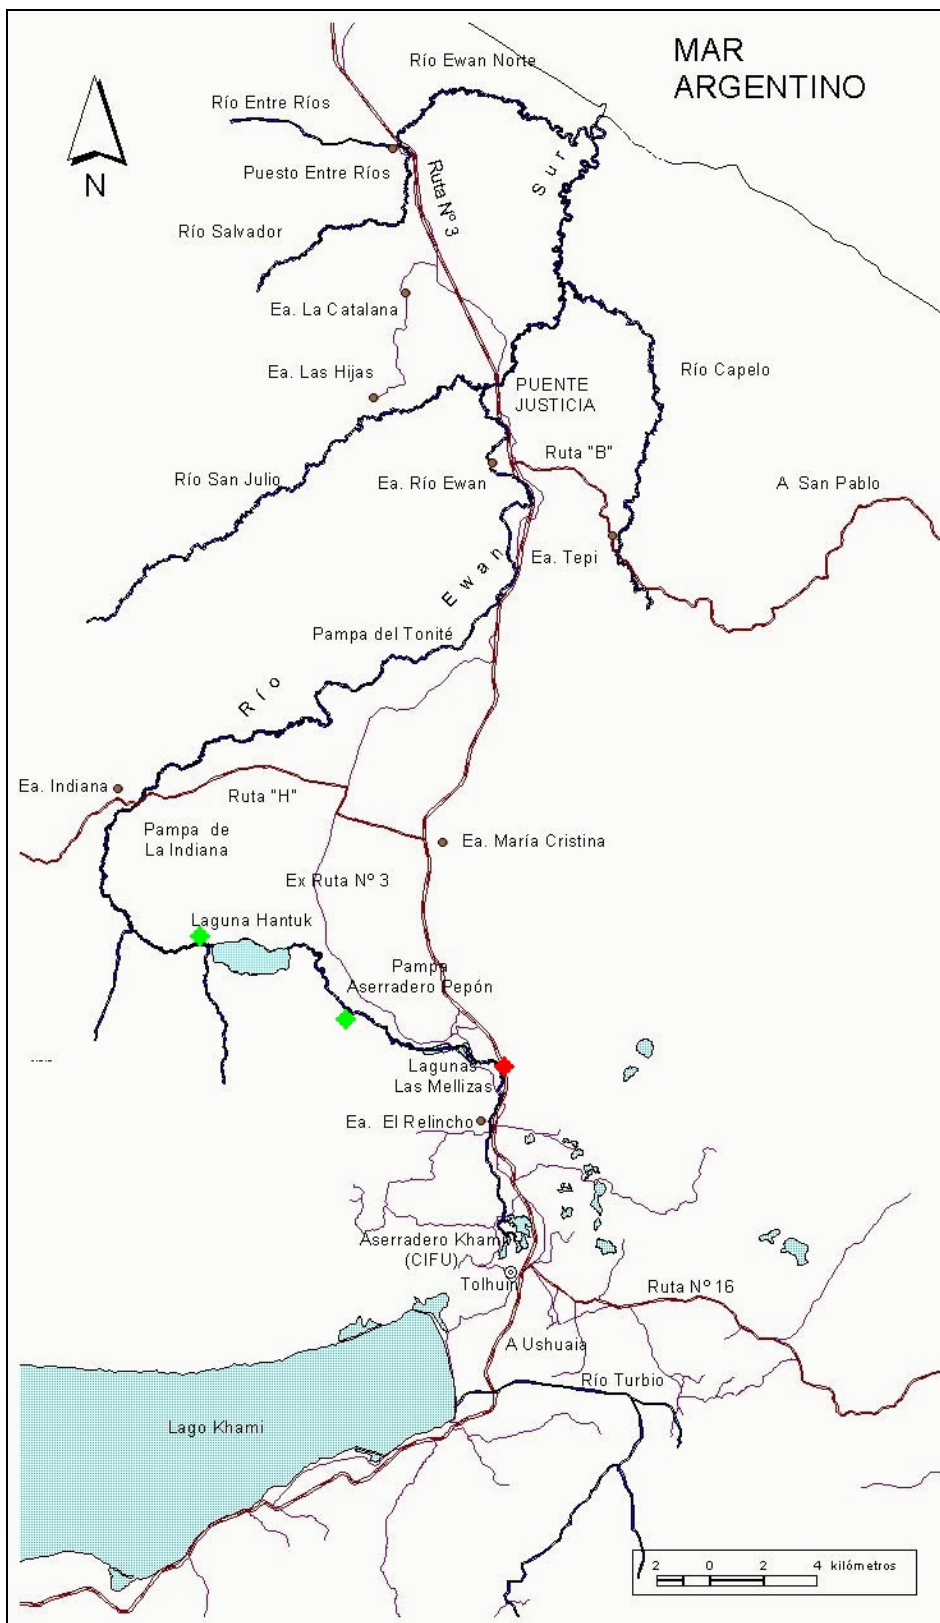 MAR
ARGENTINO
Río Ewan Norte
Río Entre Ríos
N
Puesto Entre Ríos
Ruta Nº 3
Sur
Río Salvador
Ea. La Catalana
Ea. Las Hijas
Río Capelo
PUENTE
JUSTICIA
Ruta "B"
Río San Julio
Ea. Río Ewan
A San Pablo
Ea. Tepi
Río Ewan
Pampa del Tonité
Ea. Indiana
Ruta "H"
Pampa de
La Indiana
Ea. María Cristina
Ex Ruta Nº 3
Laguna Hantuk
Pampa
Aserradero Pepón
Lagunas
Las Mellizas
Ea. El Relincho
Aserradero Khami
(CIFU)
Tolhuin
Ruta Nº 16
A Ushuaia
Río Turbio
Lago Khami
2 0 2 4 kilómetros